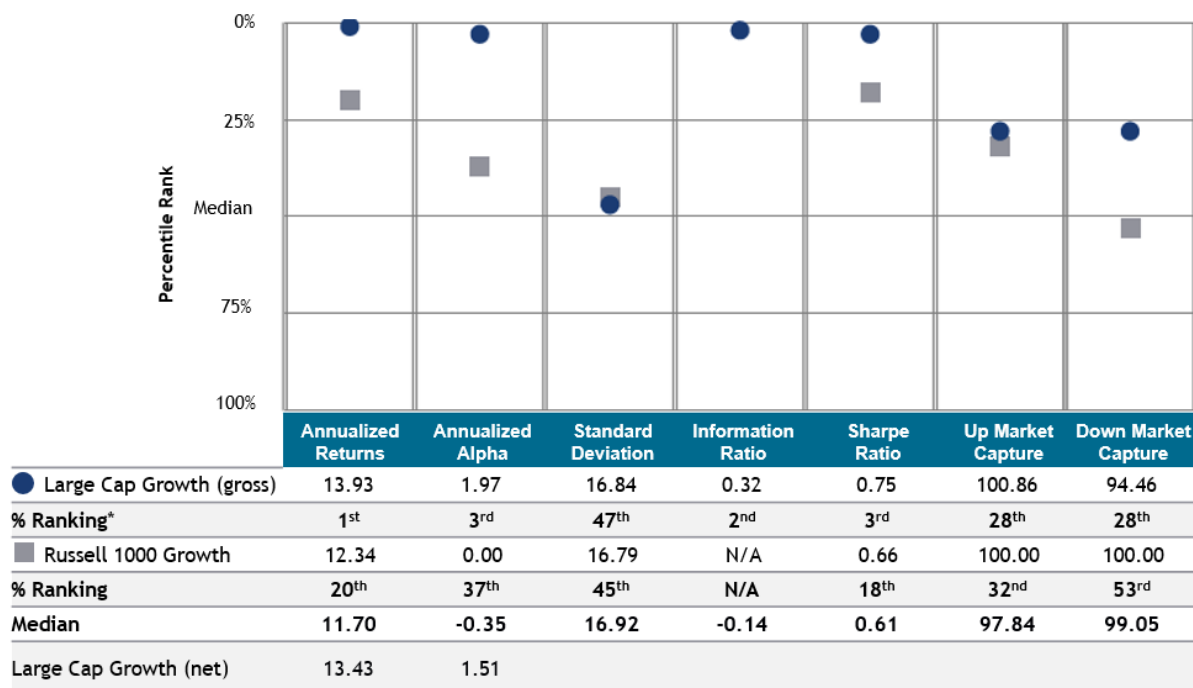 0%
25%
Median
75%
100%
Percentile Rank
Annualized Returns Annualized Alpha Standard Deviation Information Ratio Sharpe Ratio Up Market Capture Down Market Capture
Large Cap Growth (gross) 13.93 1.97 16.84 0.32 0.75 100.86 94.46
% Ranking* 1st 3rd 47th 2nd 3rd 28th 28th
Russell 1000 Growth 12.34 0.00 16.79 N/A 0.66 100.00 100.00
% Ranking 20th 37th 45th N/A 18th 32nd 53rd
Median 11.70 -0.35 16.92 -0.14 0.61 97.84 99.05
Large Cap Growth (net) 13.43 1.51